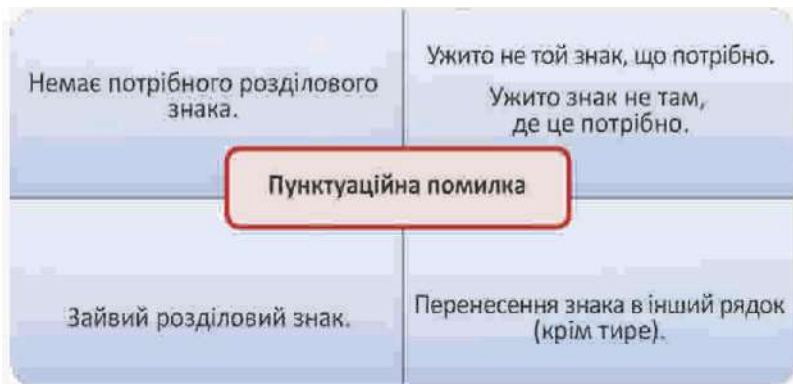 Немає потрібного розділового
знака.
Ужито не той знак, що потрібно.
Ужито знак не там,
де це потрібно.
Пунктуаційна помилка
Зайвий розділовий знак.
Перенесення знака в інший рядок
(крім тире).